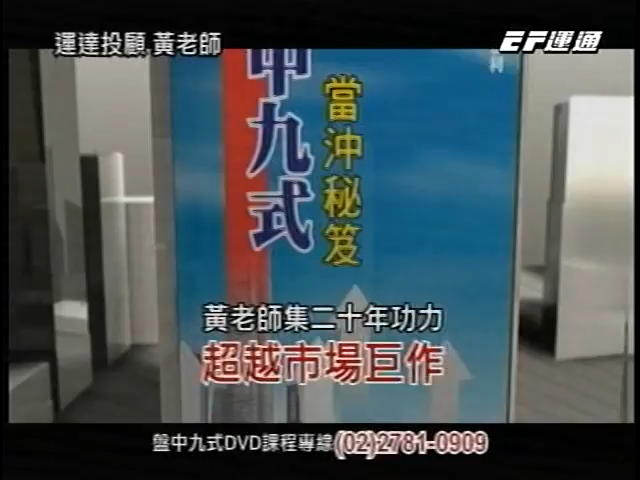 運達投顧 黃老師
EF運通
中九式
當沖秘笈
黃老師集二十年功力
超越市場巨作
盤中九式DVD課程專線(02)2781-0909